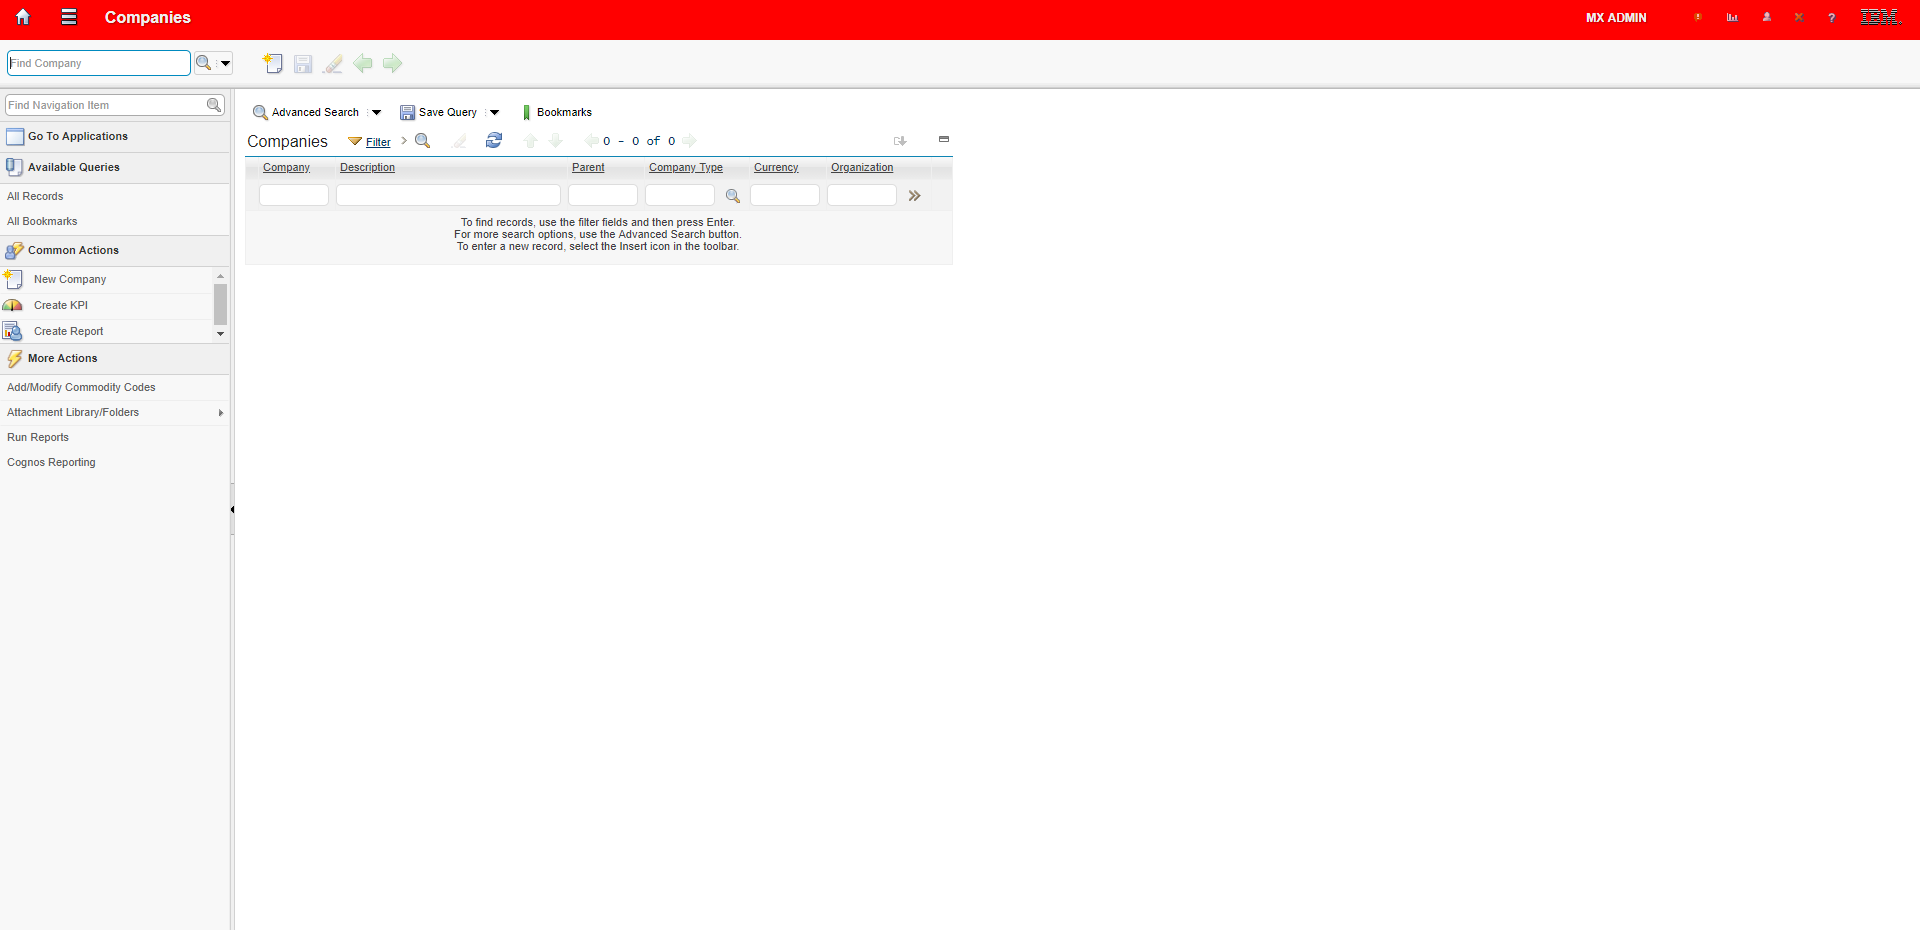 Companies
MX ADMIN
?
IBM.
Find Company
Find Navigation Item
Go To Applications
Available Queries
All Records
All Bookmarks
Common Actions
New Company
Create KPI
Create Report
More Actions
Add/Modify Commodity Codes
Attachment Library/Folders
Run Reports
Cognos Reporting
Advanced Search
Save Query
Bookmarks
Companies
Filter
0 - 0 of 0
Company Description Parent Company Type Currency Organization
To find records, use the filter fields and then press Enter.
For more search options, use the Advanced Search button.
To enter a new record, select the Insert icon in the toolbar.